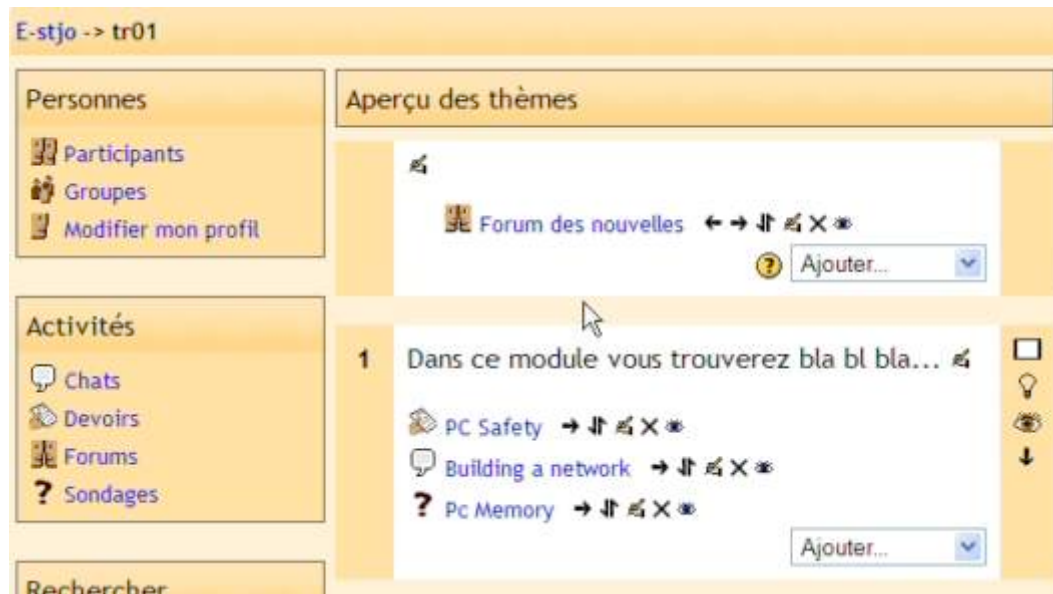 E-stjo -> tr01
Personnes
Participants
Groupes
Modifier mon profil
Activités
Chats
Devoirs
Forums
? Sondages
Rechercher
Aperçu des thèmes
Forum des nouvelles
? Ajouter...
1 Dans ce module vous trouverez bla bl bla...
PC Safety
Building a network
? Pc Memory
Ajouter...